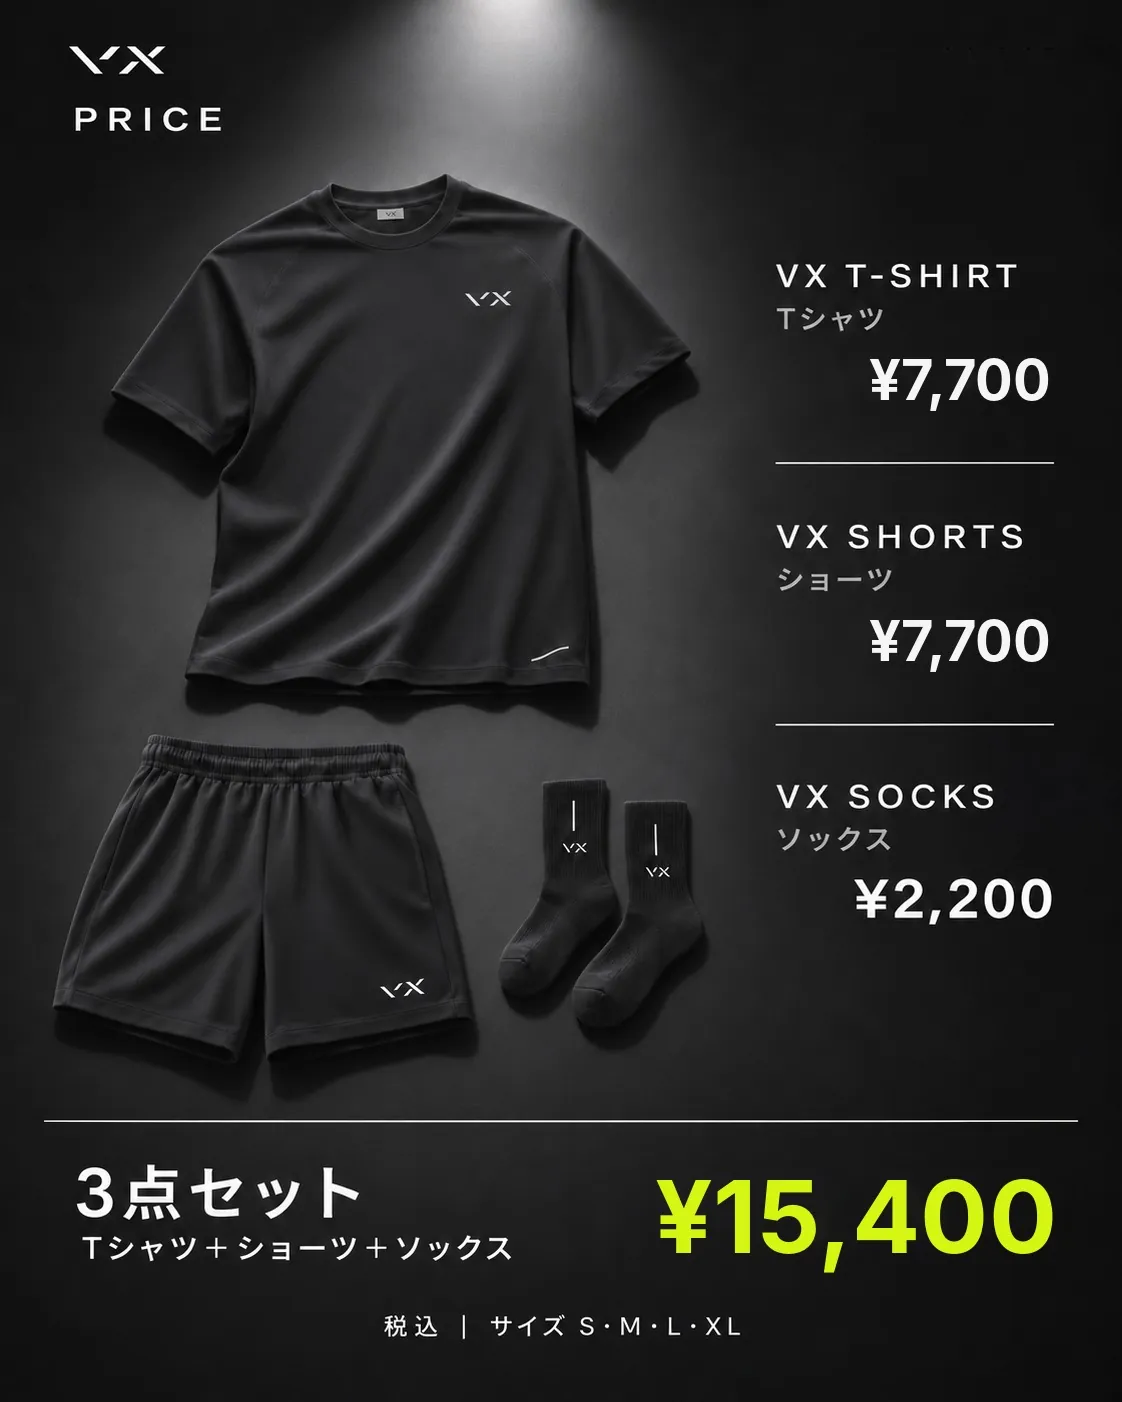 VX
PRICE
VX
VX
VX T-SHIRT
Tシャツ
¥7,700
VX SHORTS
ショーツ
¥7,700
VX SOCKS
ソックス
¥2,200
VX
VX
VX
3点セット
Tシャツ＋ショーツ＋ソックス
¥15,400
税込 | サイズ S・M・L・XL